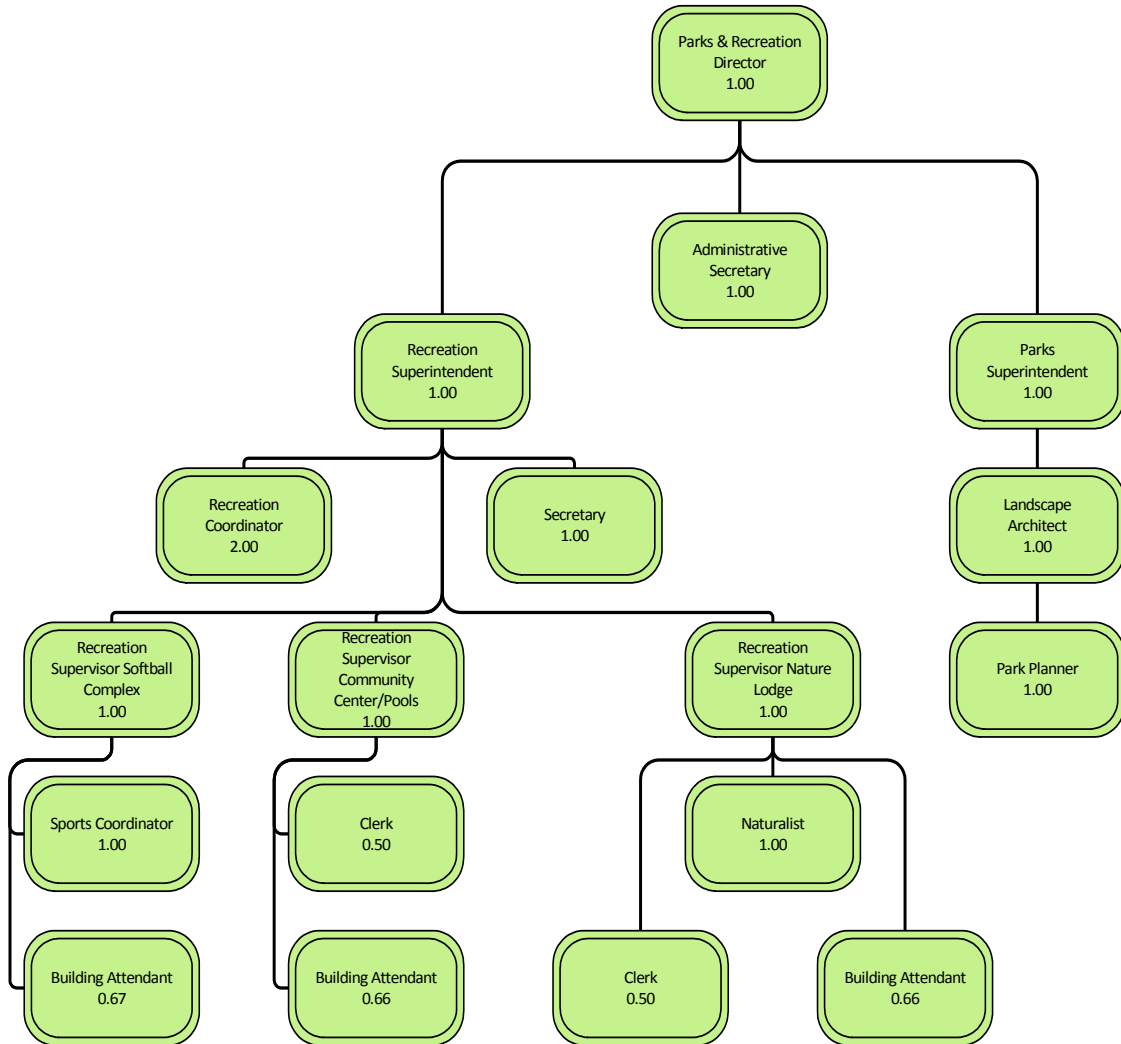 Parks & Recreation
Director
1.00
Administrative
Secretary
1.00
Recreation
Superintendent
1.00
Parks
Superintendent
1.00
Recreation
Coordinator
2.00
Secretary
1.00
Landscape
Architect
1.00
Recreation
Supervisor Softball
Complex
1.00
Recreation
Supervisor
Community
Center/Pools
1.00
Recreation
Supervisor Nature
Lodge
1.00
Park Planner
1.00
Sports Coordinator
1.00
Clerk
0.50
Naturalist
1.00
Building Attendant
0.67
Building Attendant
0.66
Clerk
0.50
Building Attendant
0.66